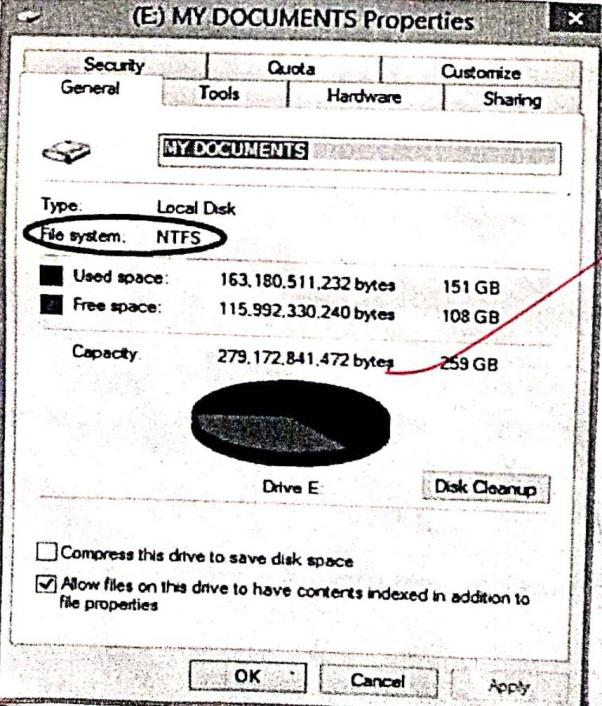 (E:) MY DOCUMENTS Properties
Security Quota Customize
General Tools Hardware Sharing
MY DOCUMENTS
Type: Local Disk
File system: NTFS
Used space: 163,180,511,232 bytes 151 GB
Free space: 115,992,330,240 bytes 108 GB
Capacity: 279,172,841,472 bytes 259 GB
Drive E:
Disk Cleanup
Compress this drive to save disk space
Allow files on this drive to have contents indexed in addition to
file properties
OK Cancel Apply